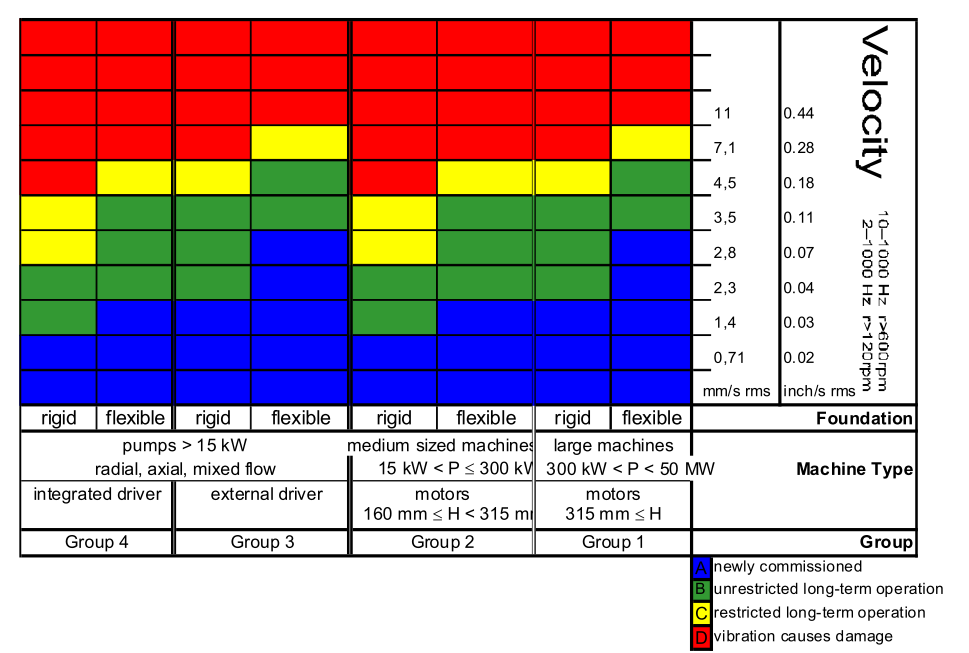 Velocity
10–1000 Hz r>600rpm
2–1000 Hz r>120rpm
11 0.44
7,1 0.28
4,5 0.18
3,5 0.11
2,8 0.07
2,3 0.04
1,4 0.03
0,71 0.02
mm/s rms inch/s rms
rigid flexible rigid flexible rigid flexible rigid flexible Foundation
pumps > 15 kW medium sized machines large machines
radial, axial, mixed flow 15 kW < P ≤ 300 kW 300 kW < P < 50 MW Machine Type
integrated driver external driver motors motors
160 mm ≤ H < 315 mm 315 mm ≤ H
Group 4 Group 3 Group 2 Group 1 Group
A newly commissioned
B unrestricted long-term operation
C restricted long-term operation
D vibration causes damage